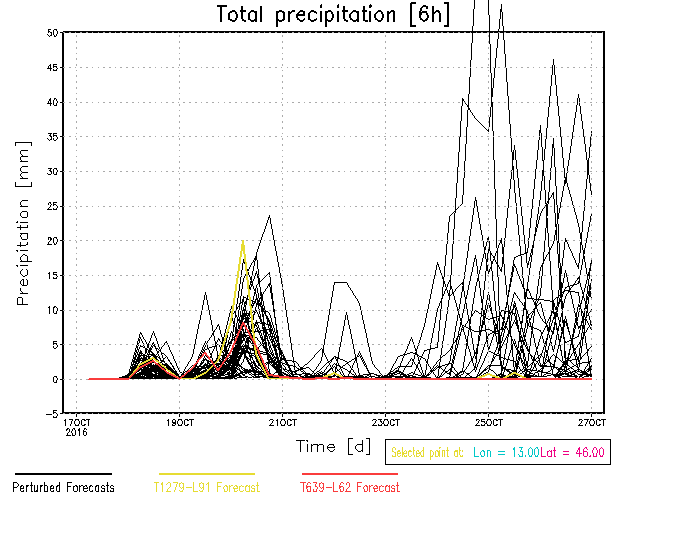 Total precipitation [6h]
Precipitation [mm]
50
45
40
35
30
25
20
15
10
5
0
-5
17OCT 19OCT 21OCT 23OCT 25OCT 27OCT
2016
Time [d]
Selected point at: Lon = 13.00 Lat = 46.00
Perturbed Forecasts T1279-L91 Forecast T639-L62 Forecast